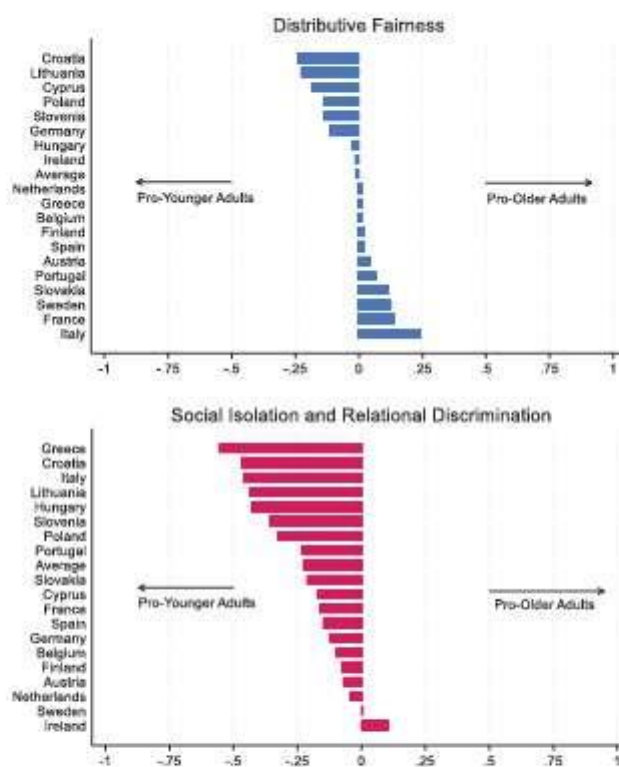 Distributive Fairness
Croatia
Lithuania
Cyprus
Poland
Slovenia
Germany
Hungary
Ireland
Average
Netherlands
Greece
Belgium
Finland
Spain
Austria
Portugal
Slovakia
Sweden
France
Italy
Pro-Younger Adults
Pro-Older Adults
-1 -.75 -.5 -.25 0 .25 .5 .75 1
Social Isolation and Relational Discrimination
Greece
Croatia
Italy
Lithuania
Hungary
Slovenia
Poland
Portugal
Average
Slovakia
Cyprus
France
Spain
Germany
Belgium
Finland
Austria
Netherlands
Sweden
Ireland
Pro-Younger Adults
Pro-Older Adults
-1 -.75 -.5 -.25 0 .25 .5 .75 1